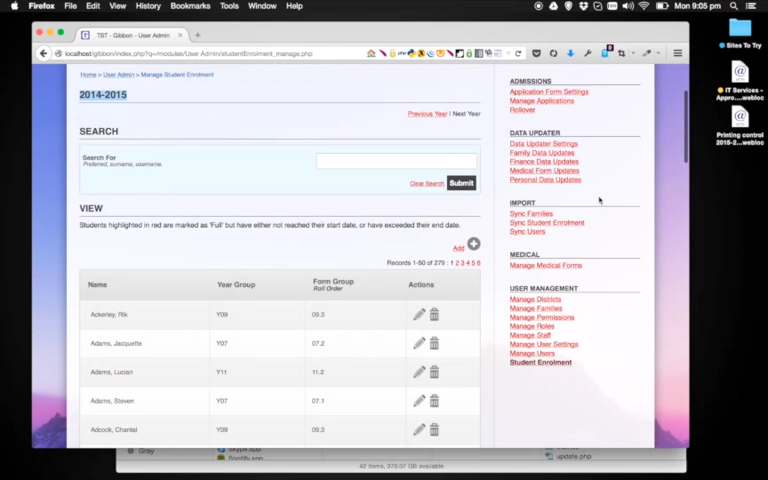 Firefox File Edit View History Bookmarks Tools Window Help
Mon 9:05 pm
TST - Gibbon - User Admin
localhost/gibbon/index.php?q=/modules/User Admin/studentEnrolment_manage.php
Home > User Admin > Manage Student Enrolment
2014-2015
Previous Year | Next Year
SEARCH
Search For
Preferred, surname, username.
Clear Search Submit
VIEW
Students highlighted in red are marked as 'Full' but have either not reached their start date, or have exceeded their end date.
Add
Records 1-50 of 279 : 1 2 3 4 5 6
Name Year Group Form Group Actions
Roll Order
Ackerley, Rik Y09 09.3
Adams, Jacquette Y07 07.2
Adams, Lucian Y11 11.2
Adams, Steven Y07 07.1
Adcock, Chantal Y09 09.3
ADMISSIONS
Application Form Settings
Manage Applications
Rollover
DATA UPDATER
Data Updater Settings
Family Data Updates
Finance Data Updates
Medical Form Updates
Personal Data Updates
IMPORT
Sync Families
Sync Student Enrolment
Sync Users
MEDICAL
Manage Medical Forms
USER MANAGEMENT
Manage Districts
Manage Families
Manage Permissions
Manage Roles
Manage Staff
Manage User Settings
Manage Users
Student Enrolment
Sites To Try
IT Services -
Appro....webloc
Printing control
2015-2...webloc
Gray
Spotify.app
update.php
42 items, 370.07 GB available